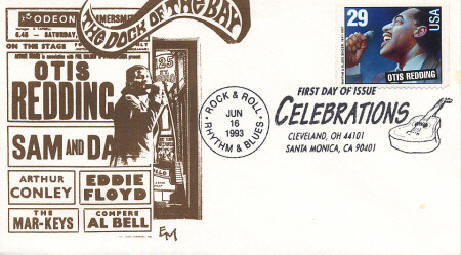 THE DOCK OF THE BAY
ODEON
HAMMERSMI
6.45 - SATURDAY,
ON THE STAGE
OTIS
REDDING
SAM AND DA
ARTHUR
CONLEY
EDDIE
FLOYD
THE
MAR-KEYS
COMPERE
AL BELL
EM
ROCK & ROLL
RHYTHM & BLUES
JUN
16
1993
29
USA
OTIS REDDING
FIRST DAY OF ISSUE
CELEBRATIONS
CLEVELAND, OH 44101
SANTA MONICA, CA 90401